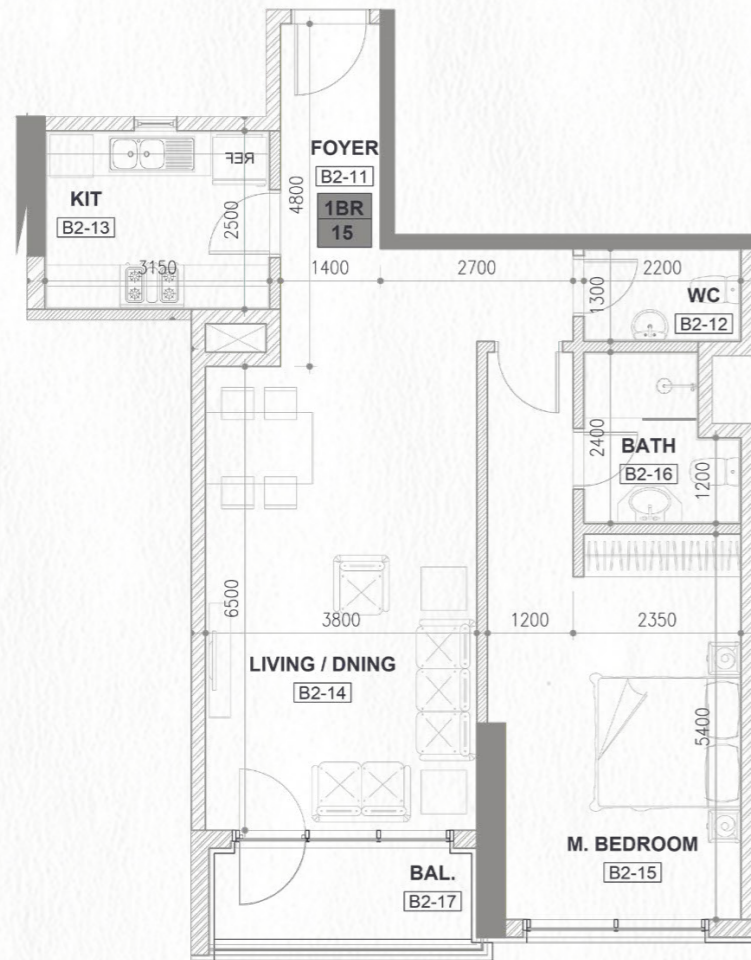 FOYER
B2-11
REF
KIT
B2-13
1BR
15
4800
2500
3150
1400
2700
2200
1300
WC
B2-12
2400
BATH
B2-16
1200
6500
3800
1200
2350
LIVING / DNING
B2-14
5400
M. BEDROOM
B2-15
BAL.
B2-17